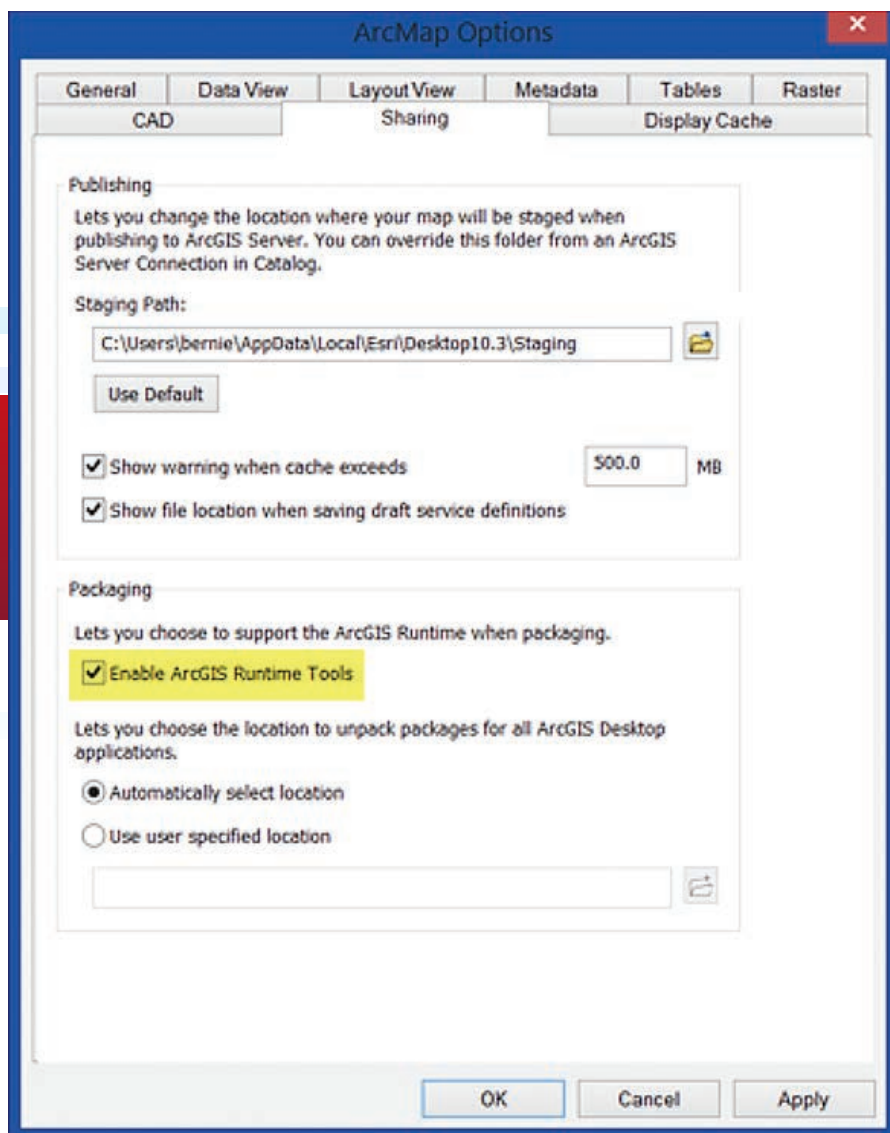 ArcMap Options
General Data View Layout View Metadata Tables Raster
CAD Sharing Display Cache
Publishing
Lets you change the location where your map will be staged when
publishing to ArcGIS Server. You can override this folder from an ArcGIS
Server Connection in Catalog.
Staging Path:
C:\Users\bernie\AppData\Local\Esri\Desktop10.3\Staging
Use Default
Show warning when cache exceeds 500.0 MB
Show file location when saving draft service definitions
Packaging
Lets you choose to support the ArcGIS Runtime when packaging.
Enable ArcGIS Runtime Tools
Lets you choose the location to unpack packages for all ArcGIS Desktop
applications.
Automatically select location
Use user specified location
OK Cancel Apply